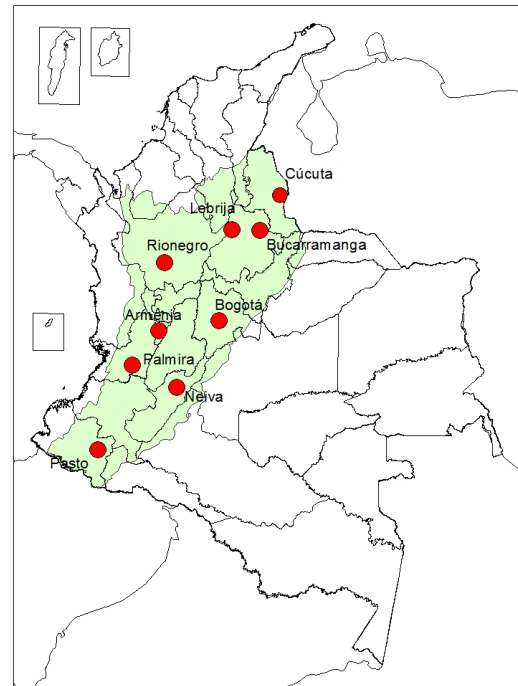 Cúcuta
Lebrija
Bucarramanga
Rionegro
Bogotá
Armenia
Palmira
Neiva
Pasto